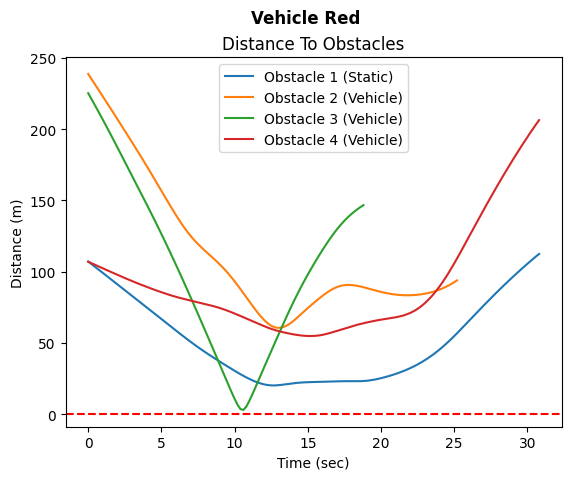 Vehicle Red
Distance To Obstacles
Obstacle 1 (Static)
Obstacle 2 (Vehicle)
Obstacle 3 (Vehicle)
Obstacle 4 (Vehicle)
Distance (m)
250
200
150
100
50
0
0 5 10 15 20 25 30
Time (sec)